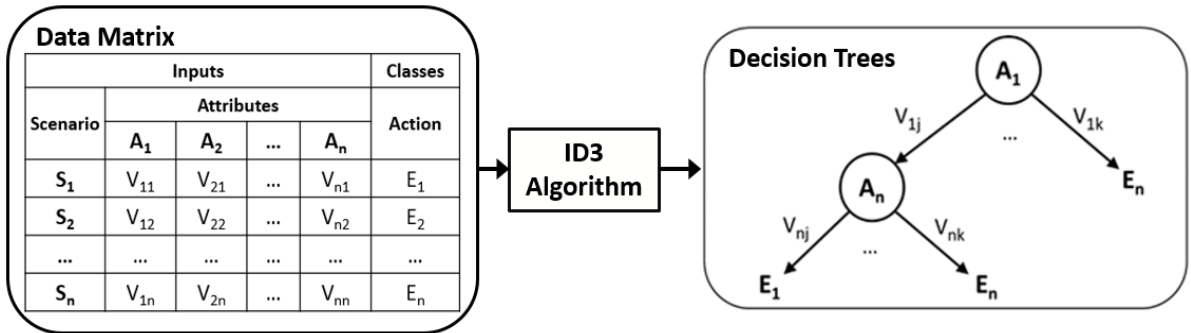 Data Matrix
Inputs Classes
Scenario Attributes Action
A1 A2 ... An
S1 V11 V21 ... Vn1 E1
S2 V12 V22 ... Vn2 E2
... ... ... ... ... ...
Sn V1n V2n ... Vnn En
ID3
Algorithm
Decision Trees
A1
V1j ... V1k
An En
Vnj ... Vnk
E1 En